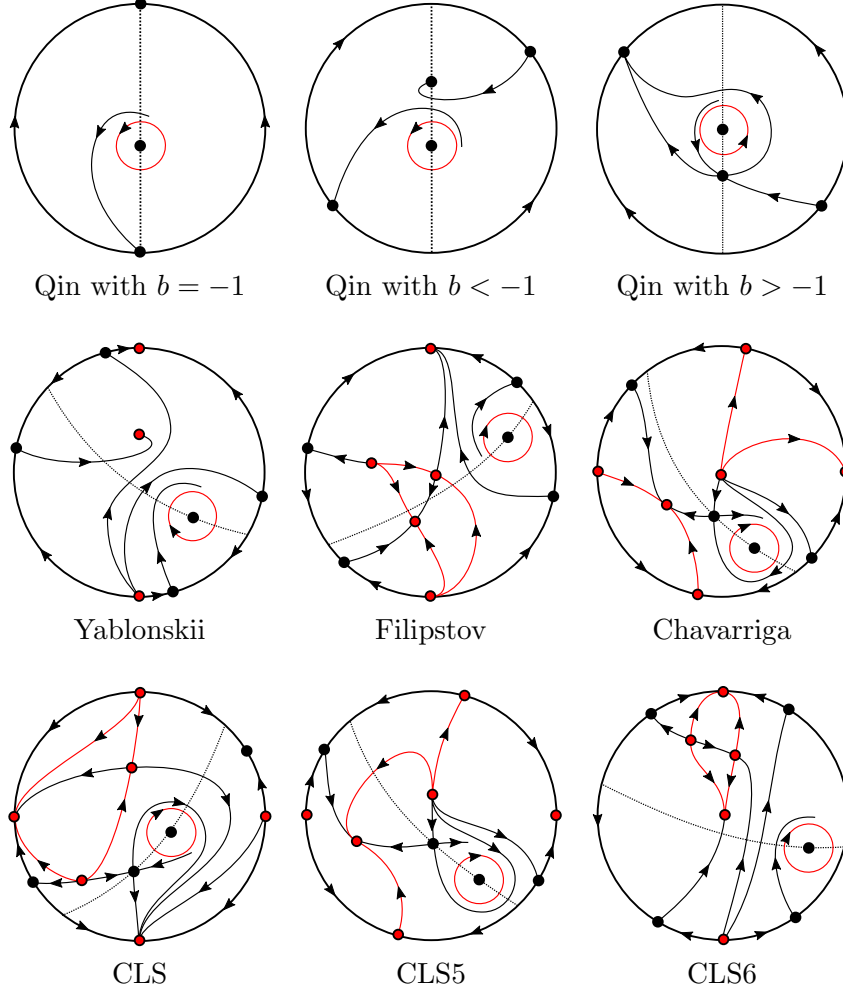 Qin with b = −1
Qin with b < −1
Qin with b > −1
Yablonskii
Filipstov
Chavarriga
CLS
CLS5
CLS6